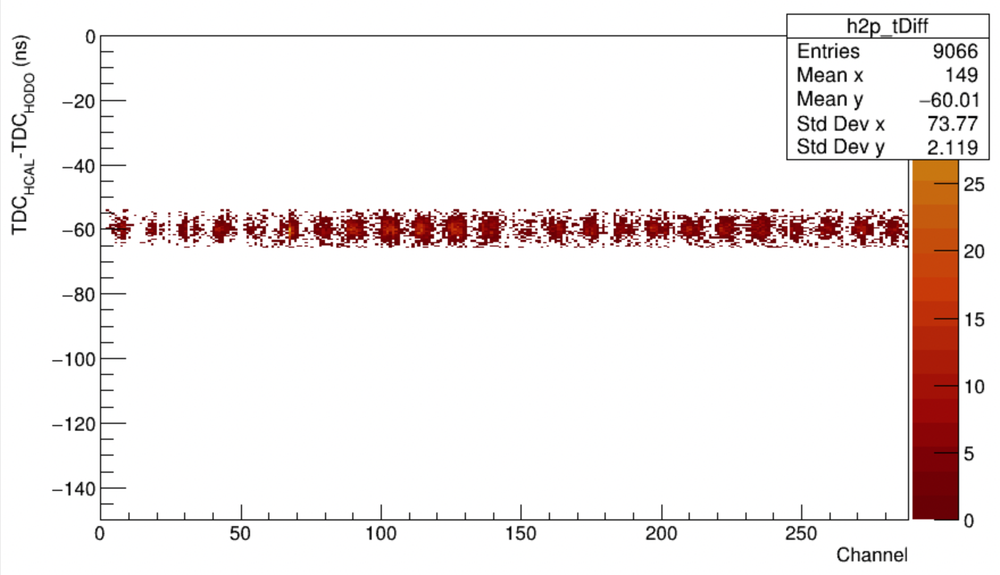 h2p_tDiff
Entries 9066
Mean x 149
Mean y −60.01
Std Dev x 73.77
Std Dev y 2.119
TDC_HCAL-TDC_HODO (ns)
0
−20
−40
−60
−80
−100
−120
−140
0 50 100 150 200 250
Channel
25
20
15
10
5
0